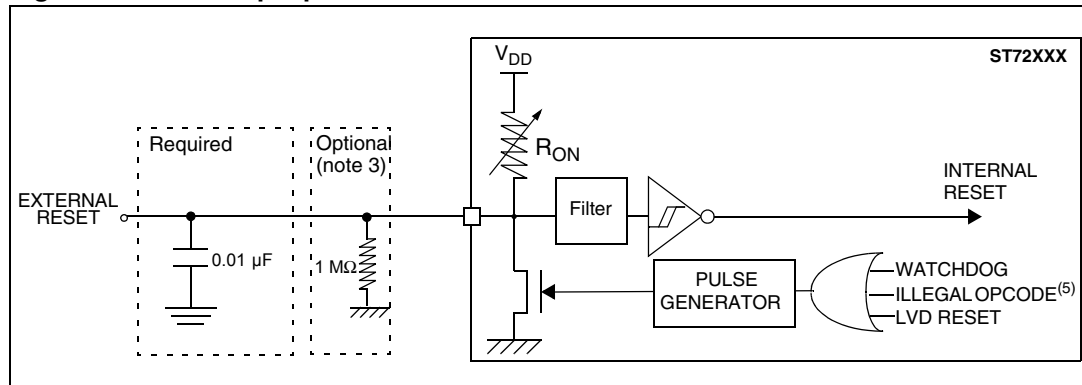 ST72XXX
VDD
RON
Required
Optional
(note 3)
EXTERNAL
RESET
0.01 µF
1 MΩ
Filter
INTERNAL
RESET
PULSE
GENERATOR
WATCHDOG
ILLEGAL OPCODE(5)
LVD RESET